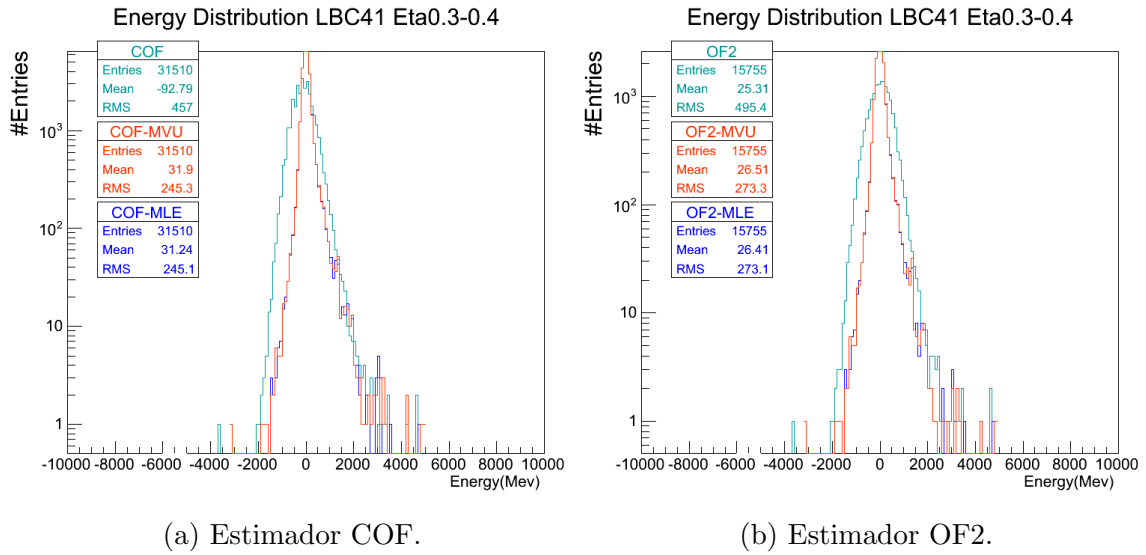 Energy Distribution LBC41 Eta0.3-0.4
#Entries
COF
Entries 31510
Mean -92.79
RMS 457
COF-MVU
Entries 31510
Mean 31.9
RMS 245.3
COF-MLE
Entries 31510
Mean 31.24
RMS 245.1
10³
10²
10
1
-10000 -8000 -6000 -4000 -2000 0 2000 4000 6000 8000 10000
Energy(Mev)
(a) Estimador COF.
Energy Distribution LBC41 Eta0.3-0.4
#Entries
OF2
Entries 15755
Mean 25.31
RMS 495.4
OF2-MVU
Entries 15755
Mean 26.51
RMS 273.3
OF2-MLE
Entries 15755
Mean 26.41
RMS 273.1
10³
10²
10
1
-10000 -8000 -6000 -4000 -2000 0 2000 4000 6000 8000 10000
Energy(Mev)
(b) Estimador OF2.